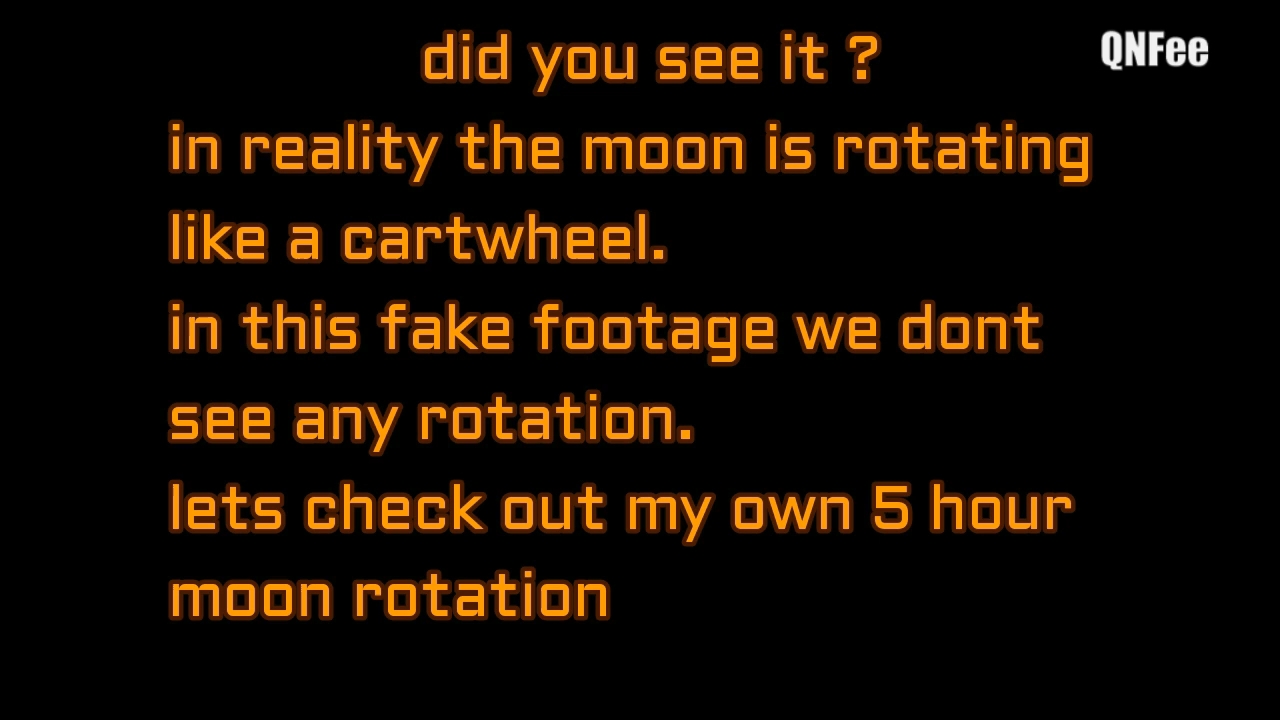 did you see it ?
QNFee
in reality the moon is rotating
like a cartwheel.
in this fake footage we dont
see any rotation.
lets check out my own 5 hour
moon rotation